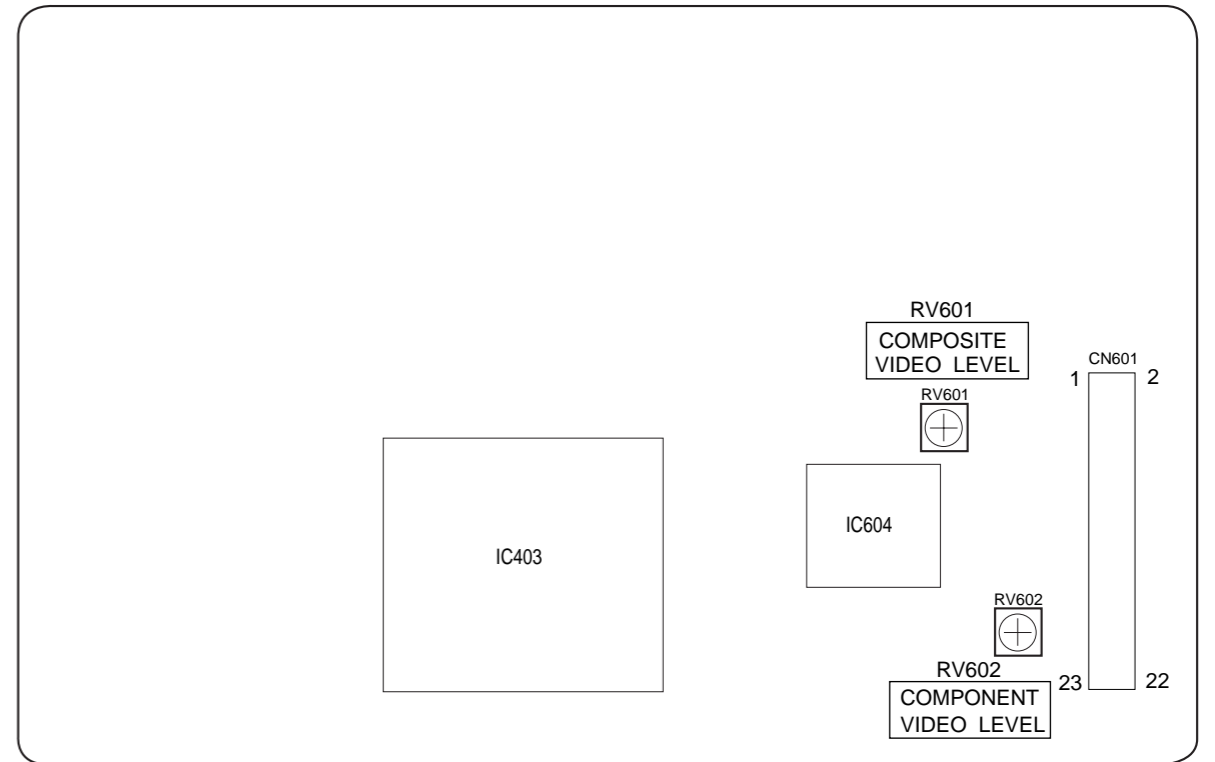 RV601
COMPOSITE
VIDEO LEVEL
RV601
CN601
1 2
IC403
IC604
RV602
RV602
COMPONENT
VIDEO LEVEL
23 22